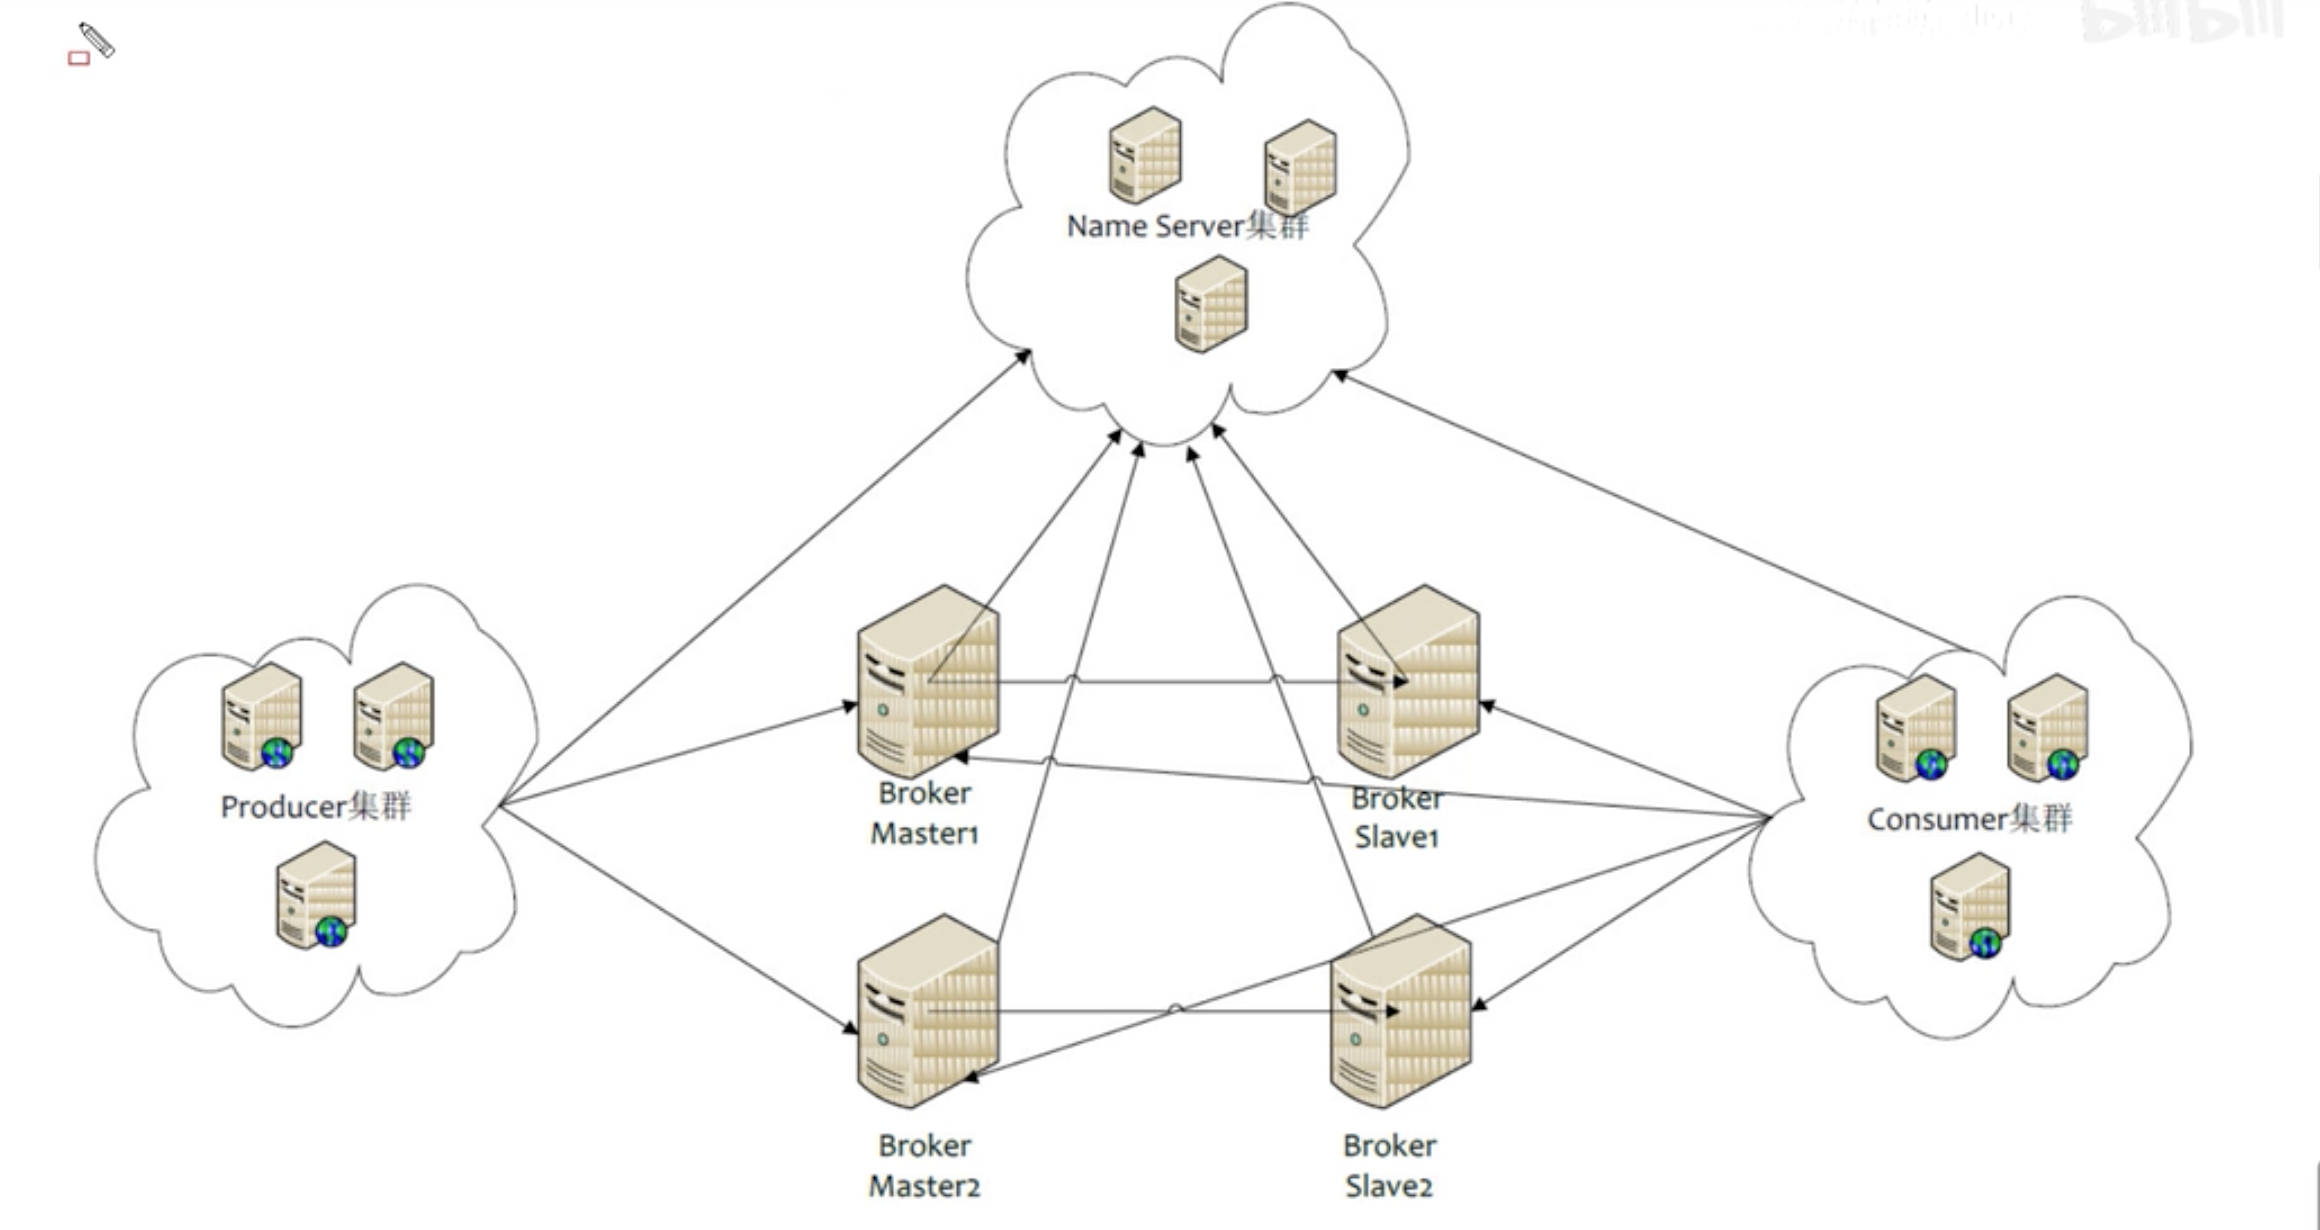 Name Server集群
Producer集群
Broker
Master1
Broker
Slave1
Consumer集群
Broker
Master2
Broker
Slave2